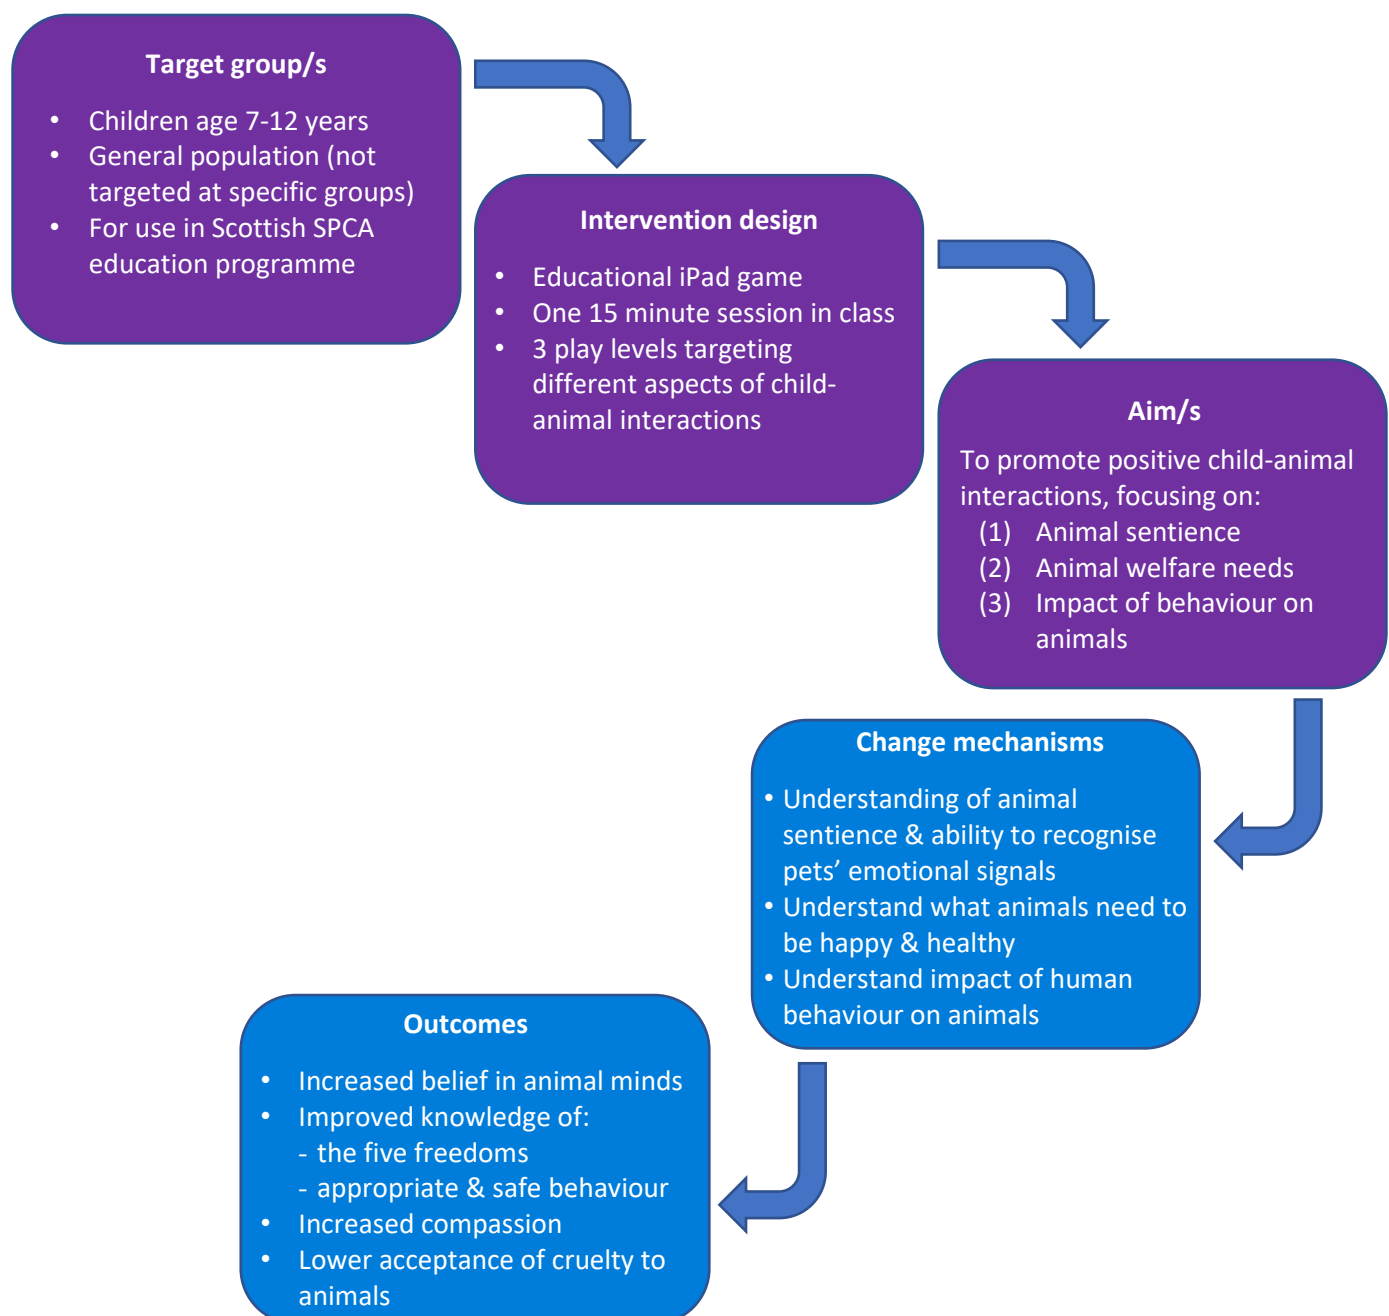 Target group/s
• Children age 7-12 years
• General population (not
targeted at specific groups)
• For use in Scottish SPCA
education programme
Intervention design
• Educational iPad game
• One 15 minute session in class
• 3 play levels targeting
different aspects of child-
animal interactions
Aim/s
To promote positive child-animal
interactions, focusing on:
(1) Animal sentience
(2) Animal welfare needs
(3) Impact of behaviour on
animals
Change mechanisms
• Understanding of animal
sentience & ability to recognise
pets’ emotional signals
• Understand what animals need to
be happy & healthy
• Understand impact of human
behaviour on animals
Outcomes
• Increased belief in animal minds
• Improved knowledge of:
- the five freedoms
- appropriate & safe behaviour
• Increased compassion
• Lower acceptance of cruelty to
animals